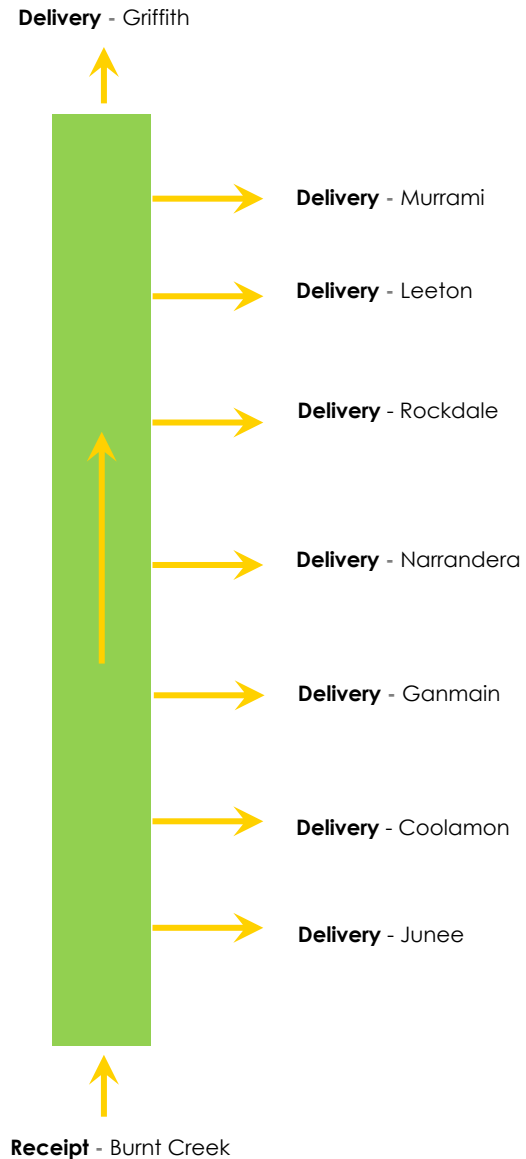 Delivery - Griffith
Delivery - Murrami
Delivery - Leeton
Delivery - Rockdale
Delivery - Narrandera
Delivery - Ganmain
Delivery - Coolamon
Delivery - Junee
Receipt - Burnt Creek